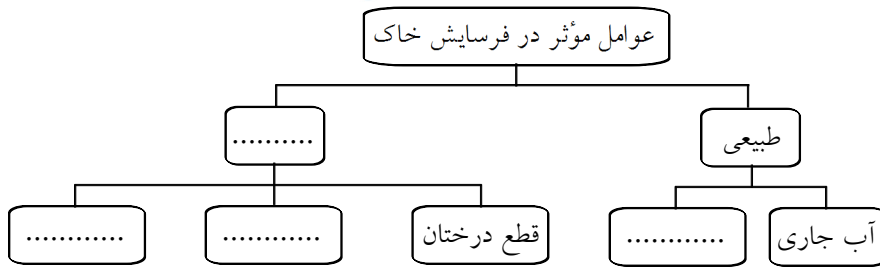 عوامل مؤثر در فرسایش خاک
طبیعی
..........
آب جاری
............
قطع درختان
............
............